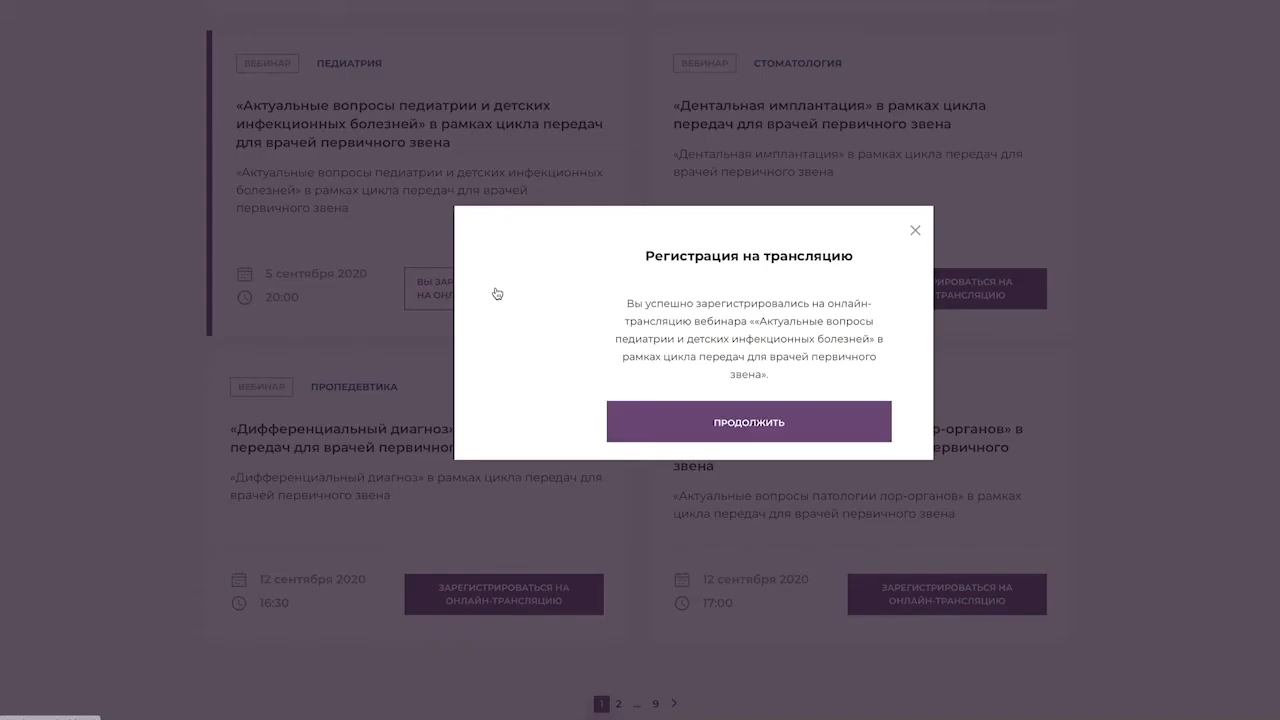 ВЕБИНАР ПЕДИАТРИЯ
«Актуальные вопросы педиатрии и детских
инфекционных болезней» в рамках цикла передач
для врачей первичного звена
«Актуальные вопросы педиатрии и детских инфекционных
болезней» в рамках цикла передач для врачей
первичного звена
5 сентября 2020
20:00
ВЕБИНАР СТОМАТОЛОГИЯ
«Дентальная имплантация» в рамках цикла
передач для врачей первичного звена
«Дентальная имплантация» в рамках цикла передач для
врачей первичного звена
Регистрация на трансляцию
Вы успешно зарегистрировались на онлайн-
трансляцию вебинара ««Актуальные вопросы
педиатрии и детских инфекционных болезней» в
рамках цикла передач для врачей первичного
звена».
ПРОДОЛЖИТЬ
ВЫ
НА
НА
ТРАНСЛЯЦИЮ
ВЕБИНАР ПРОПЕДЕВТИКА
«Дифференциальный диагноз»
передач для врачей
«Дифференциальный диагноз» в рамках цикла передач для
врачей первичного звена
12 сентября 2020
16:30
ЗАРЕГИСТРИРОВАТЬСЯ НА
ОНЛАЙН-ТРАНСЛЯЦИЮ
в
звена
«Актуальные вопросы патологии лор-органов» в рамках
цикла передач для врачей первичного звена
12 сентября 2020
17:00
ЗАРЕГИСТРИРОВАТЬСЯ НА
ОНЛАЙН-ТРАНСЛЯЦИЮ
1 2 ... 9